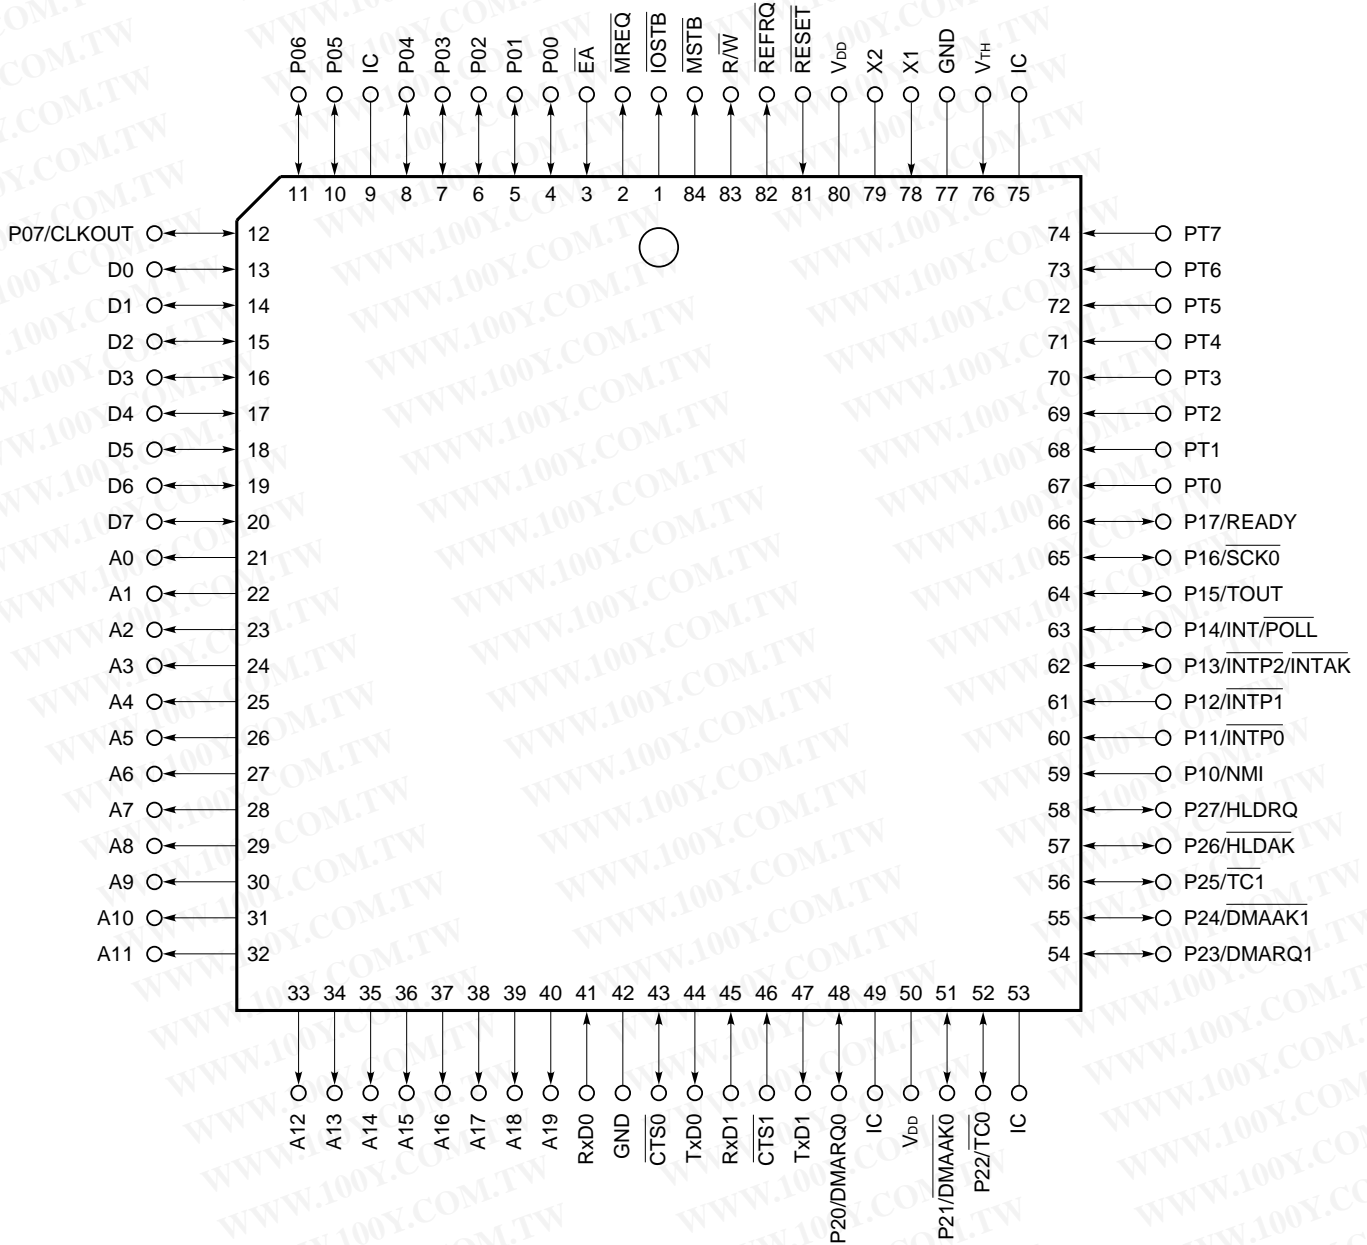 P06 P05 IC P04 P03 P02 P01 P00 EA MREQ IOSTB MSTB R/W REFRQ RESET VDD X2 X1 GND VTH IC
11 10 9 8 7 6 5 4 3 2 1 84 83 82 81 80 79 78 77 76 75
P07/CLKOUT 12 74 PT7
D0 13 73 PT6
D1 14 72 PT5
D2 15 71 PT4
D3 16 70 PT3
D4 17 69 PT2
D5 18 68 PT1
D6 19 67 PT0
D7 20 66 P17/READY
A0 21 65 P16/SCK0
A1 22 64 P15/TOUT
A2 23 63 P14/INT/POLL
A3 24 62 P13/INTP2/INTAK
A4 25 61 P12/INTP1
A5 26 60 P11/INTP0
A6 27 59 P10/NMI
A7 28 58 P27/HLDRQ
A8 29 57 P26/HLDAK
A9 30 56 P25/TC1
A10 31 55 P24/DMAAK1
A11 32 54 P23/DMARQ1
33 34 35 36 37 38 39 40 41 42 43 44 45 46 47 48 49 50 51 52 53
A12 A13 A14 A15 A16 A17 A18 A19 RxD0 GND CTS0 TxD0 RxD1 CTS1 TxD1 P20/DMARQ0 IC VDD P21/DMAAK0 P22/TC0 IC
WWW.100Y.COM.TW